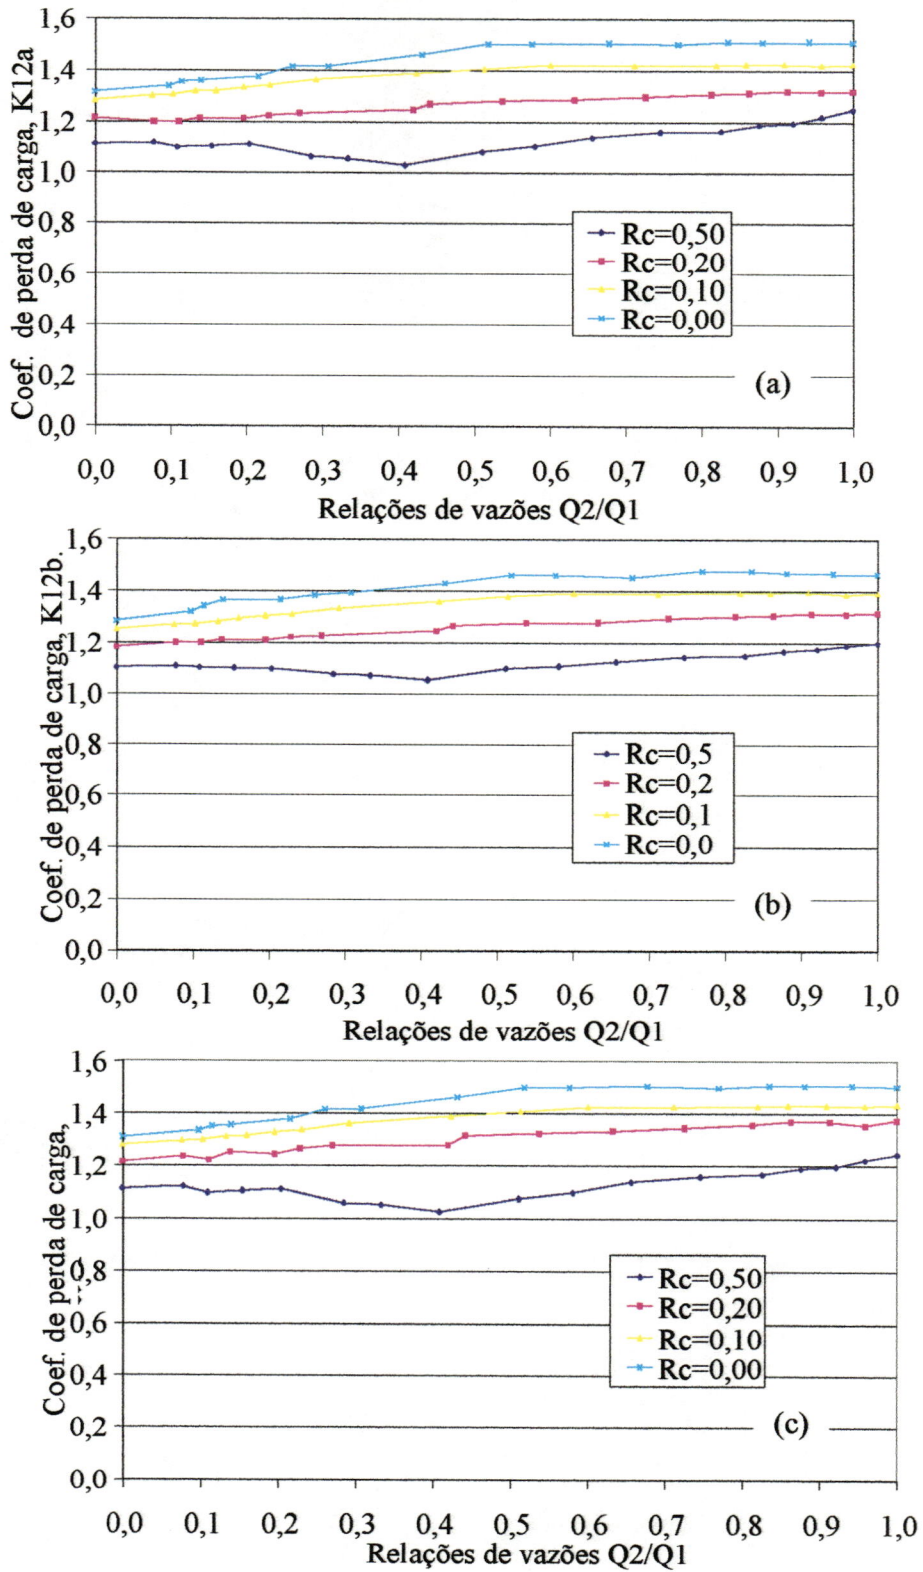 Coef. de perda de carga, K12a
1,6
1,4
1,2
1,0
0,8
0,6
0,4
0,2
0,0
Rc=0,50
Rc=0,20
Rc=0,10
Rc=0,00
(a)
0,0 0,1 0,2 0,3 0,4 0,5 0,6 0,7 0,8 0,9 1,0
Relações de vazões Q2/Q1
Coef. de perda de carga, K12b.
1,6
1,4
1,2
1,0
0,8
0,6
0,4
0,2
0,0
Rc=0,5
Rc=0,2
Rc=0,1
Rc=0,0
(b)
0,0 0,1 0,2 0,3 0,4 0,5 0,6 0,7 0,8 0,9 1,0
Relações de vazões Q2/Q1
Coef. de perda de carga,
1,6
1,4
1,2
1,0
0,8
0,6
0,4
0,2
0,0
Rc=0,50
Rc=0,20
Rc=0,10
Rc=0,00
(c)
0,0 0,1 0,2 0,3 0,4 0,5 0,6 0,7 0,8 0,9 1,0
Relações de vazões Q2/Q1